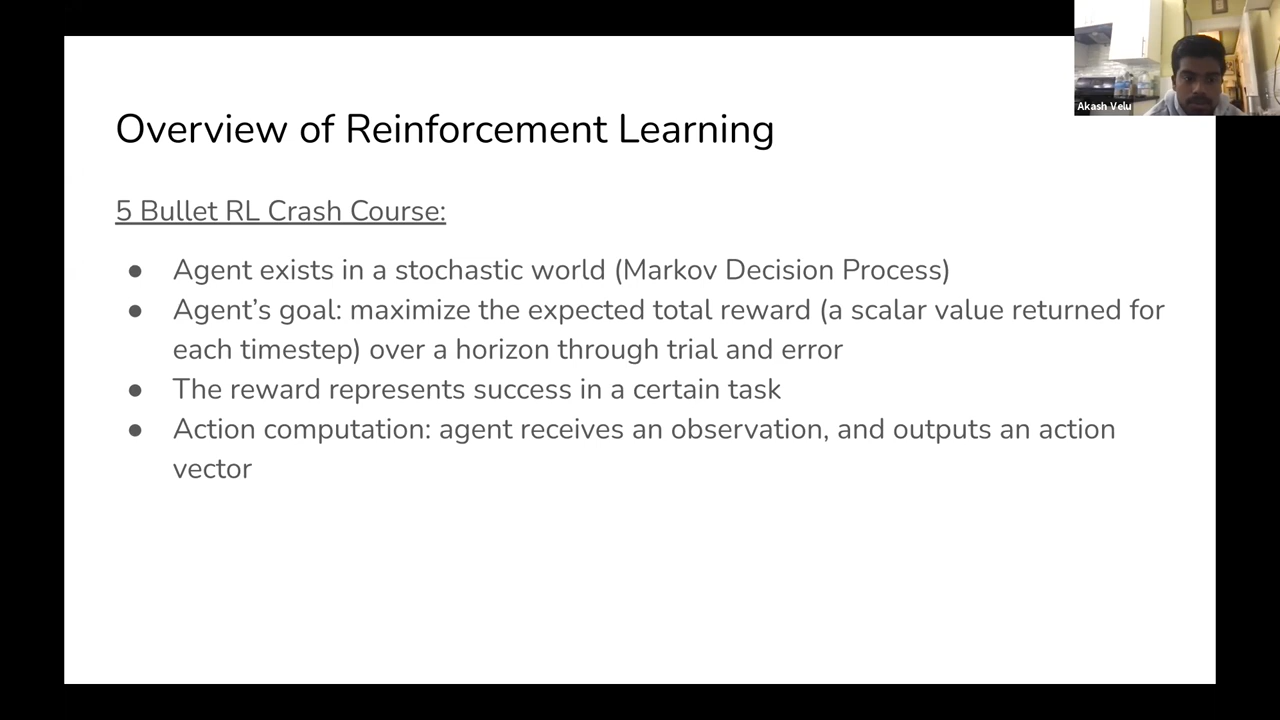 Akash Velu
Overview of Reinforcement Learning
5 Bullet RL Crash Course:
● Agent exists in a stochastic world (Markov Decision Process)
● Agent’s goal: maximize the expected total reward (a scalar value returned for
each timestep) over a horizon through trial and error
● The reward represents success in a certain task
● Action computation: agent receives an observation, and outputs an action
vector